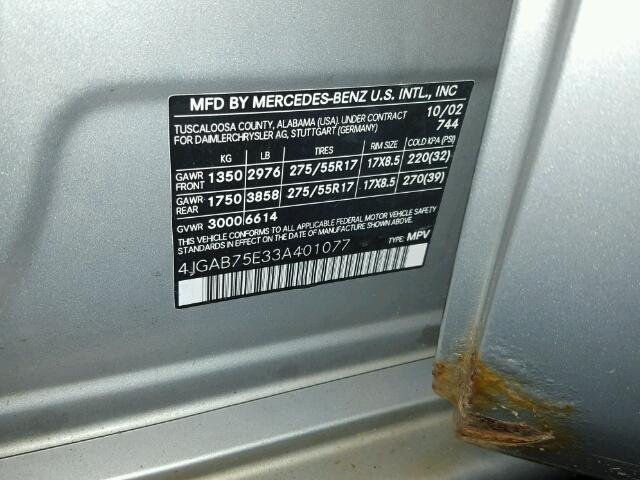 MFD BY MERCEDES-BENZ U.S. INTL., INC
TUSCALOOSA COUNTY, ALABAMA (USA). UNDER CONTRACT 10/02
FOR DAIMLERCHRYSLER AG, STUTTGART (GERMANY) 744
KG LB TIRES RIM SIZE COLD KPA (PSI)
GAWR FRONT 1350 2976 275/55R17 17X8.5 220(32)
GAWR REAR 1750 3858 275/55R17 17X8.5 270(39)
GVWR 3000 6614
THIS VEHICLE CONFORMS TO ALL APPLICABLE FEDERAL MOTOR VEHICLE SAFETY
STANDARDS IN EFFECT ON THE DATE OF MANUFACTURE SHOWN ABOVE.
4JGAB75E33A401077 TYPE: MPV